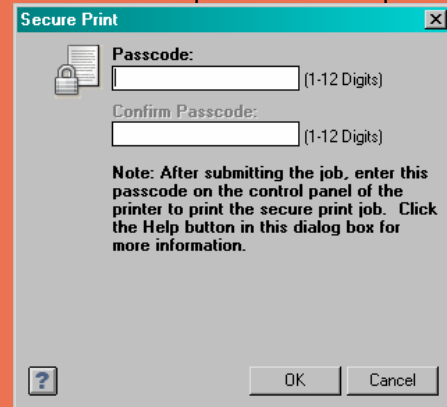 Secure Print
Passcode:
(1-12 Digits)
Confirm Passcode:
(1-12 Digits)
Note: After submitting the job, enter this
passcode on the control panel of the
printer to print the secure print job. Click
the Help button in this dialog box for
more information.
?
OK
Cancel